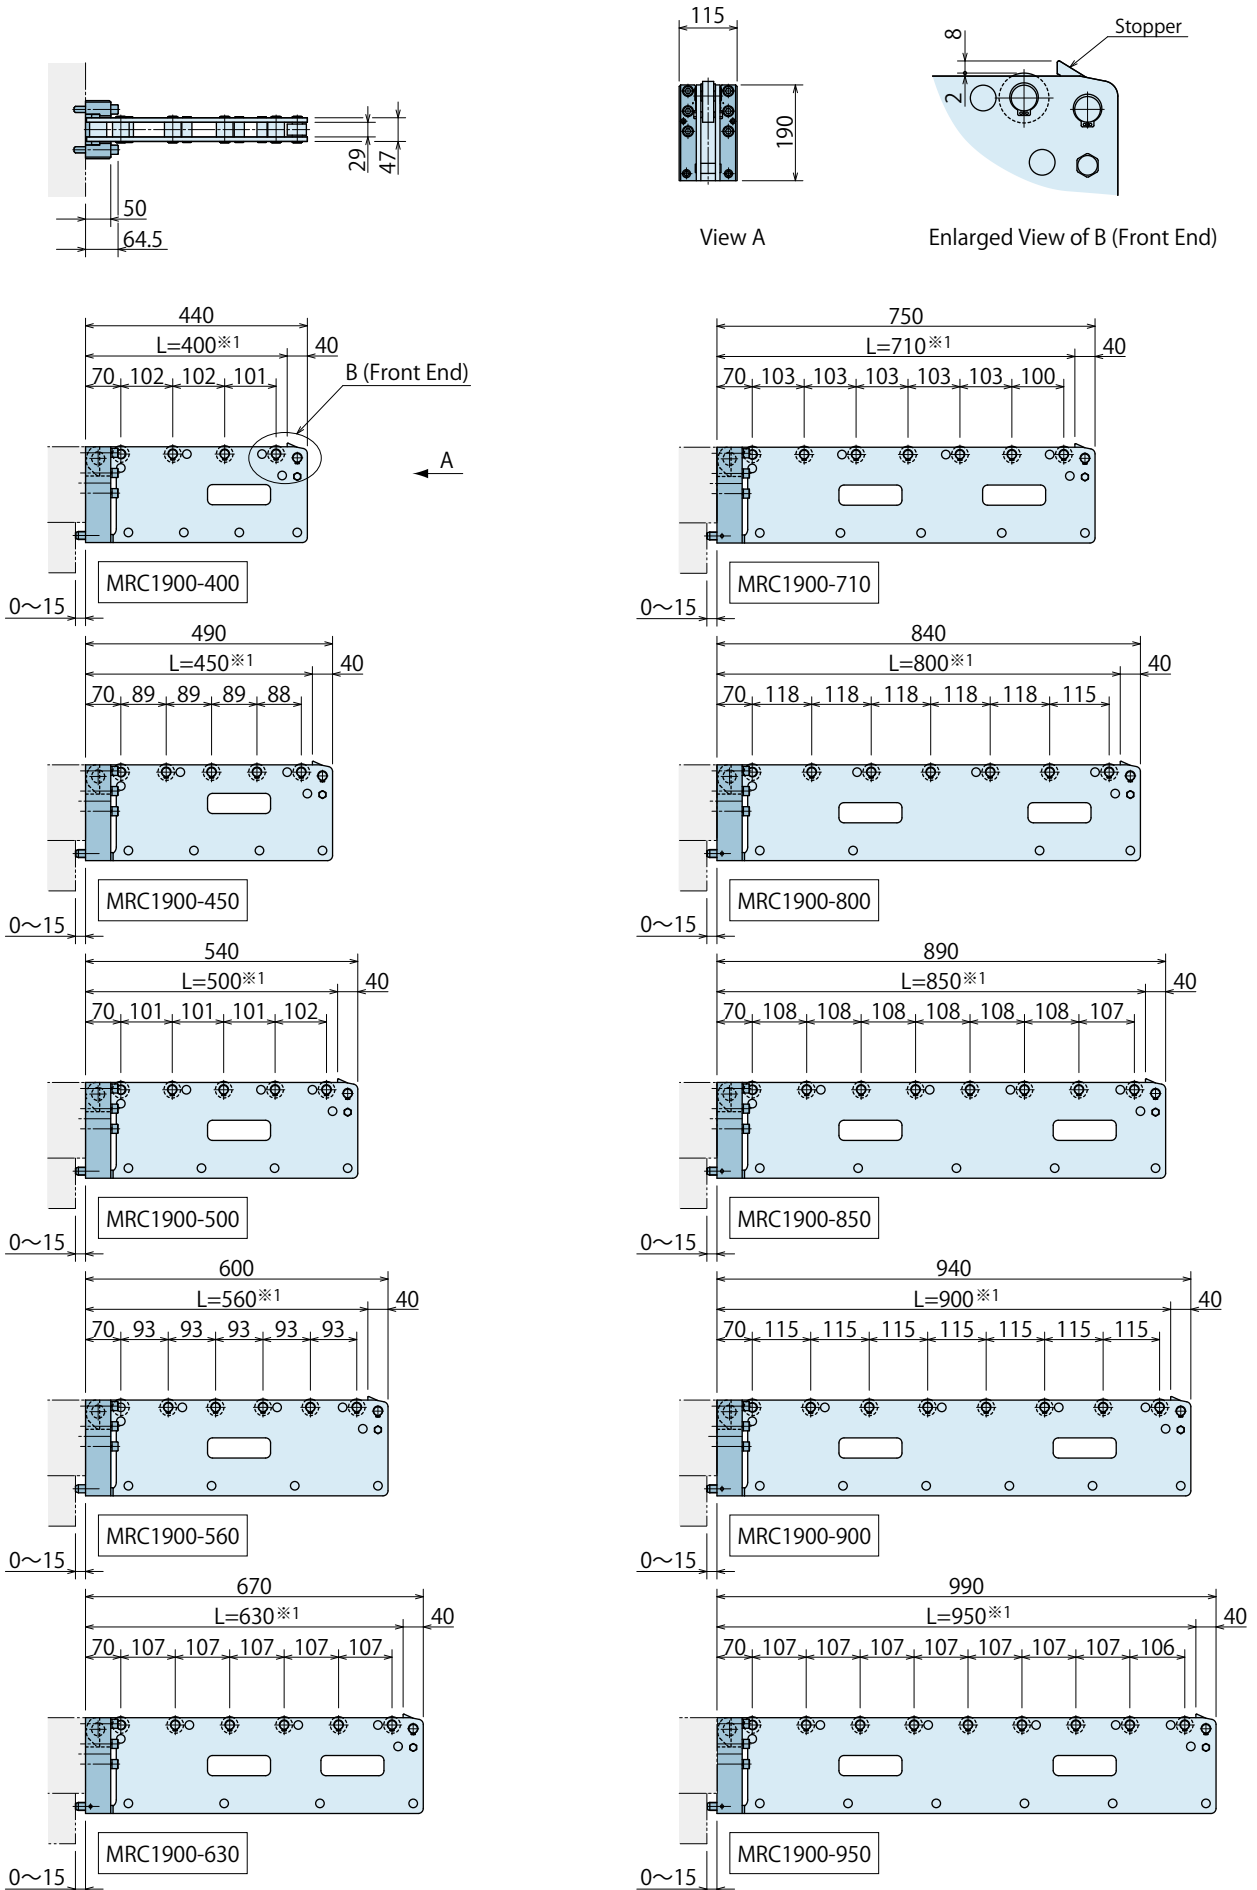 29
47
50
64.5
115
190
View A
8
2
Stopper
Enlarged View of B (Front End)
440
L=400※1 40
70 102 102 101
B (Front End)
A
MRC1900-400
0～15
750
L=710※1 40
70 103 103 103 103 103 100
MRC1900-710
0～15
490
L=450※1 40
70 89 89 89 88
MRC1900-450
0～15
840
L=800※1 40
70 118 118 118 118 118 115
MRC1900-800
0～15
540
L=500※1 40
70 101 101 101 102
MRC1900-500
0～15
890
L=850※1 40
70 108 108 108 108 108 108 107
MRC1900-850
0～15
600
L=560※1 40
70 93 93 93 93 93
MRC1900-560
0～15
940
L=900※1 40
70 115 115 115 115 115 115 115
MRC1900-900
0～15
670
L=630※1 40
70 107 107 107 107 107
MRC1900-630
0～15
990
L=950※1 40
70 107 107 107 107 107 107 107 106
MRC1900-950
0～15